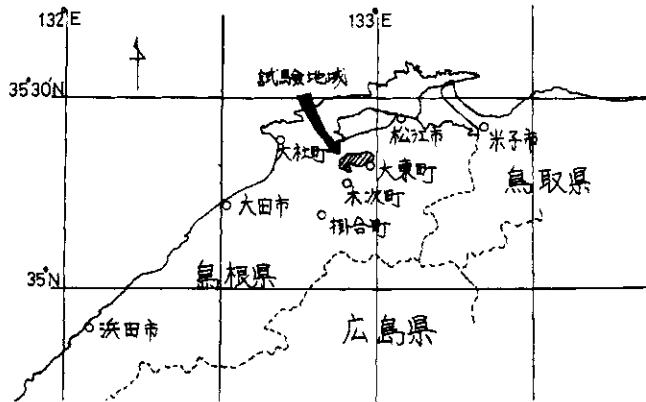 132°E
133°E
35°30'N
試験地域
松江市
米子市
大社町
大東町
鳥取県
木次町
大田市
掛合町
島根県
35°N
広島県
浜田市